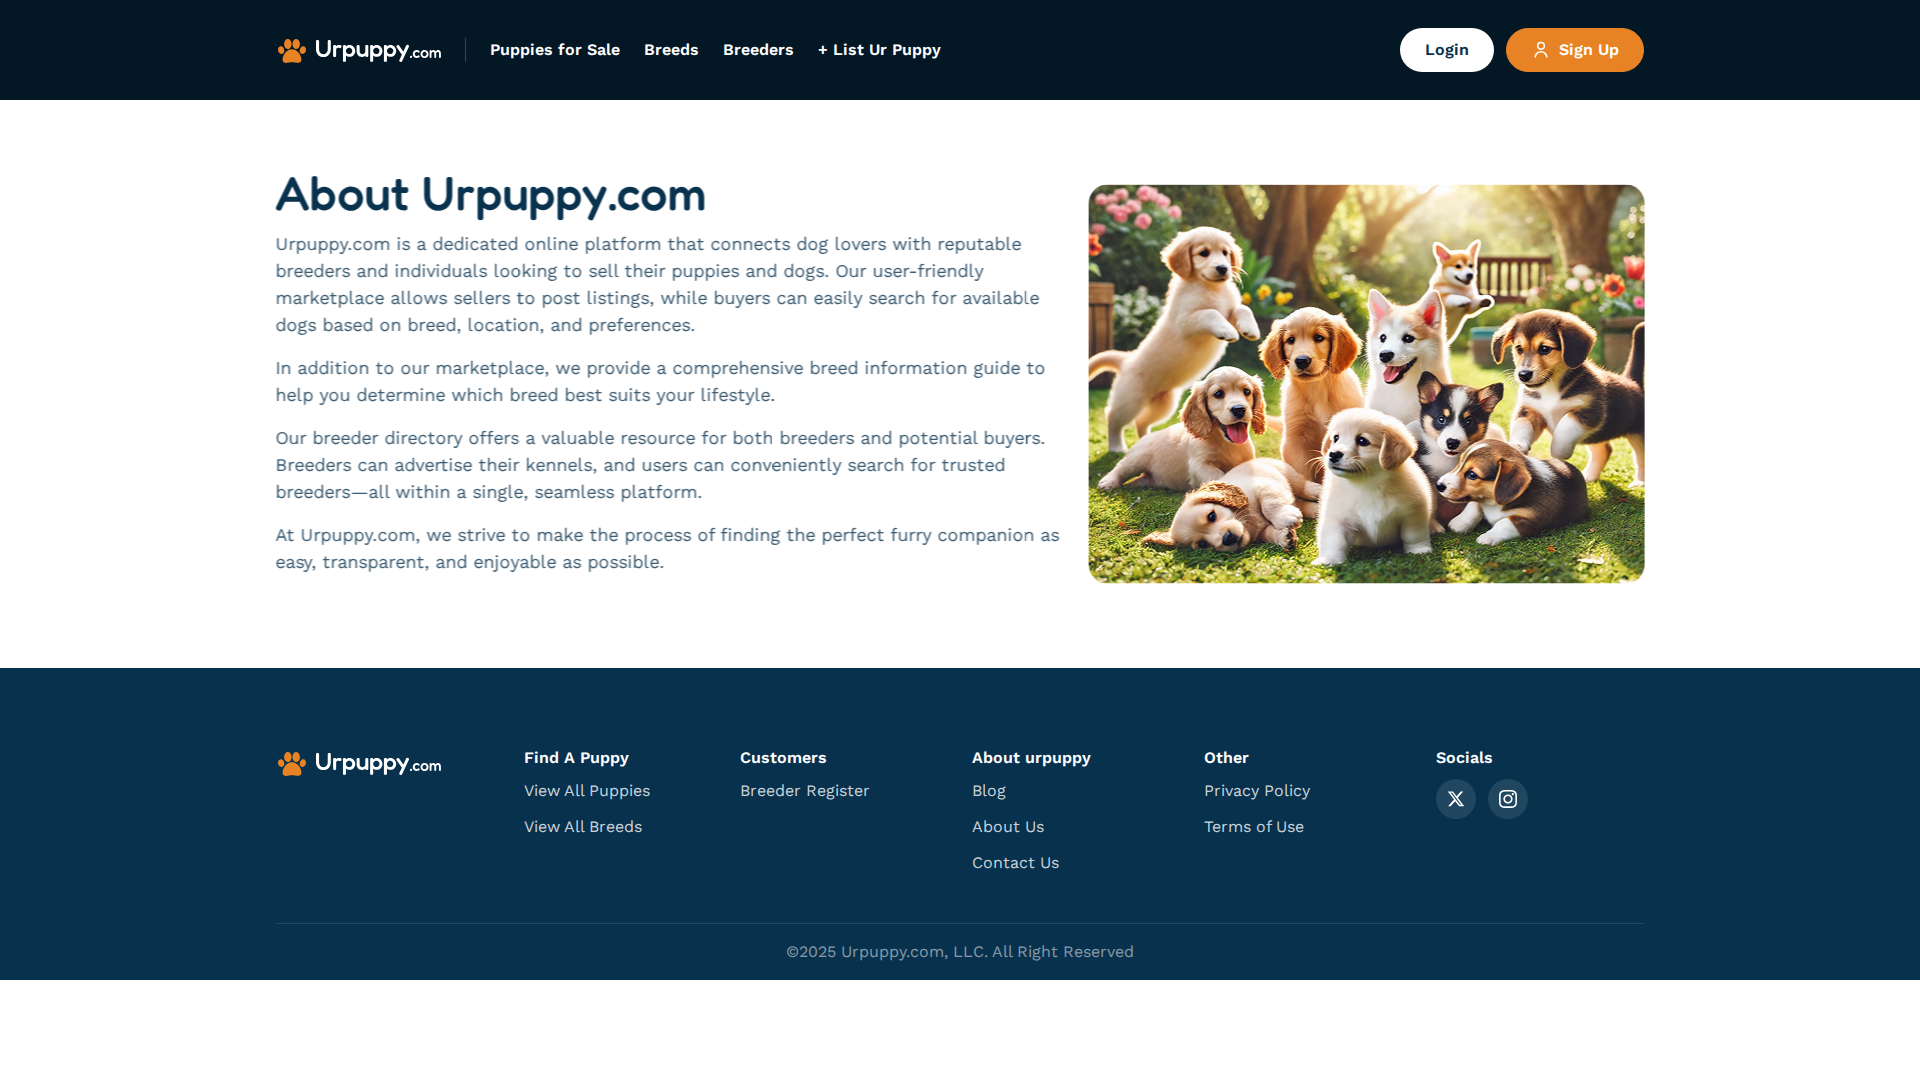 Urpuppy.com
Puppies for Sale
Breeds
Breeders
+ List Ur Puppy
Login
Sign Up
About Urpuppy.com
Urpuppy.com is a dedicated online platform that connects dog lovers with reputable
breeders and individuals looking to sell their puppies and dogs. Our user-friendly
marketplace allows sellers to post listings, while buyers can easily search for available
dogs based on breed, location, and preferences.
In addition to our marketplace, we provide a comprehensive breed information guide to
help you determine which breed best suits your lifestyle.
Our breeder directory offers a valuable resource for both breeders and potential buyers.
Breeders can advertise their kennels, and users can conveniently search for trusted
breeders—all within a single, seamless platform.
At Urpuppy.com, we strive to make the process of finding the perfect furry companion as
easy, transparent, and enjoyable as possible.
Urpuppy.com
Find A Puppy
View All Puppies
View All Breeds
Customers
Breeder Register
About urpuppy
Blog
About Us
Contact Us
Other
Privacy Policy
Terms of Use
Socials
©2025 Urpuppy.com, LLC. All Right Reserved